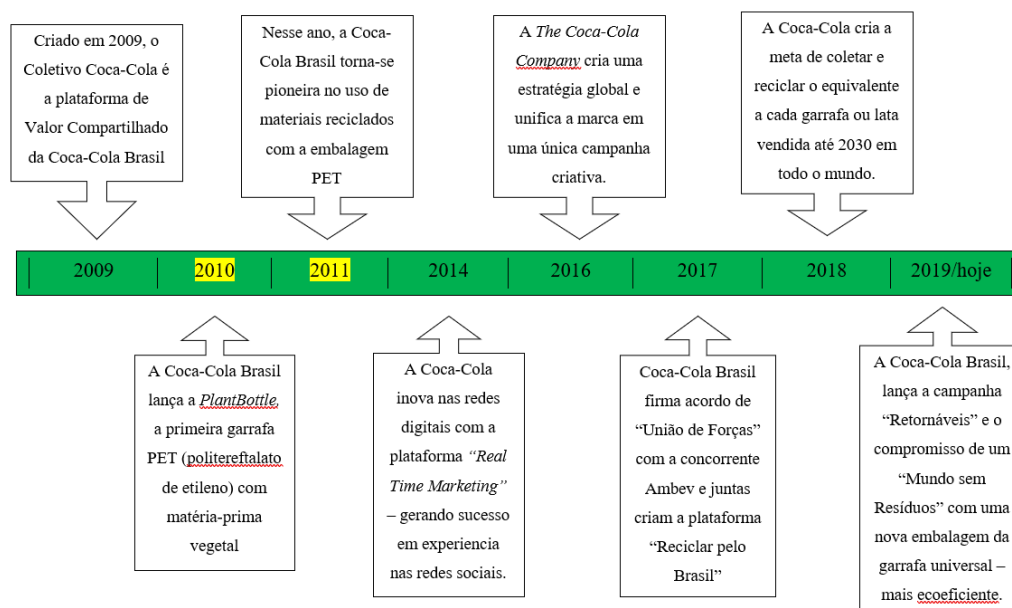 Criado em 2009, o
Coletivo Coca-Cola é
a plataforma de
Valor Compartilhado
da Coca-Cola Brasil
Nesse ano, a Coca-
Cola Brasil torna-se
pioneira no uso de
materiais reciclados
com a embalagem
PET
A The Coca-Cola
Company cria uma
estratégia global e
unifica a marca em
uma única campanha
criativa.
A Coca-Cola cria a
meta de coletar e
reciclar o equivalente
a cada garrafa ou lata
vendida até 2030 em
todo o mundo.
2009 2010 2011 2014 2016 2017 2018 2019/hoje
A Coca-Cola Brasil
lança a PlantBottle,
a primeira garrafa
PET (politereftalato
de etileno) com
matéria-prima
vegetal
A Coca-Cola
inova nas redes
digitais com a
plataforma “Real
Time Marketing”
– gerando sucesso
em experiencia
nas redes sociais.
Coca-Cola Brasil
firma acordo de
“União de Forças”
com a concorrente
Ambev e juntas
criam a plataforma
“Reciclar pelo
Brasil”
A Coca-Cola Brasil,
lança a campanha
“Retornáveis” e o
compromisso de um
“Mundo sem
Resíduos” com uma
nova embalagem da
garrafa universal –
mais ecoeficiente.